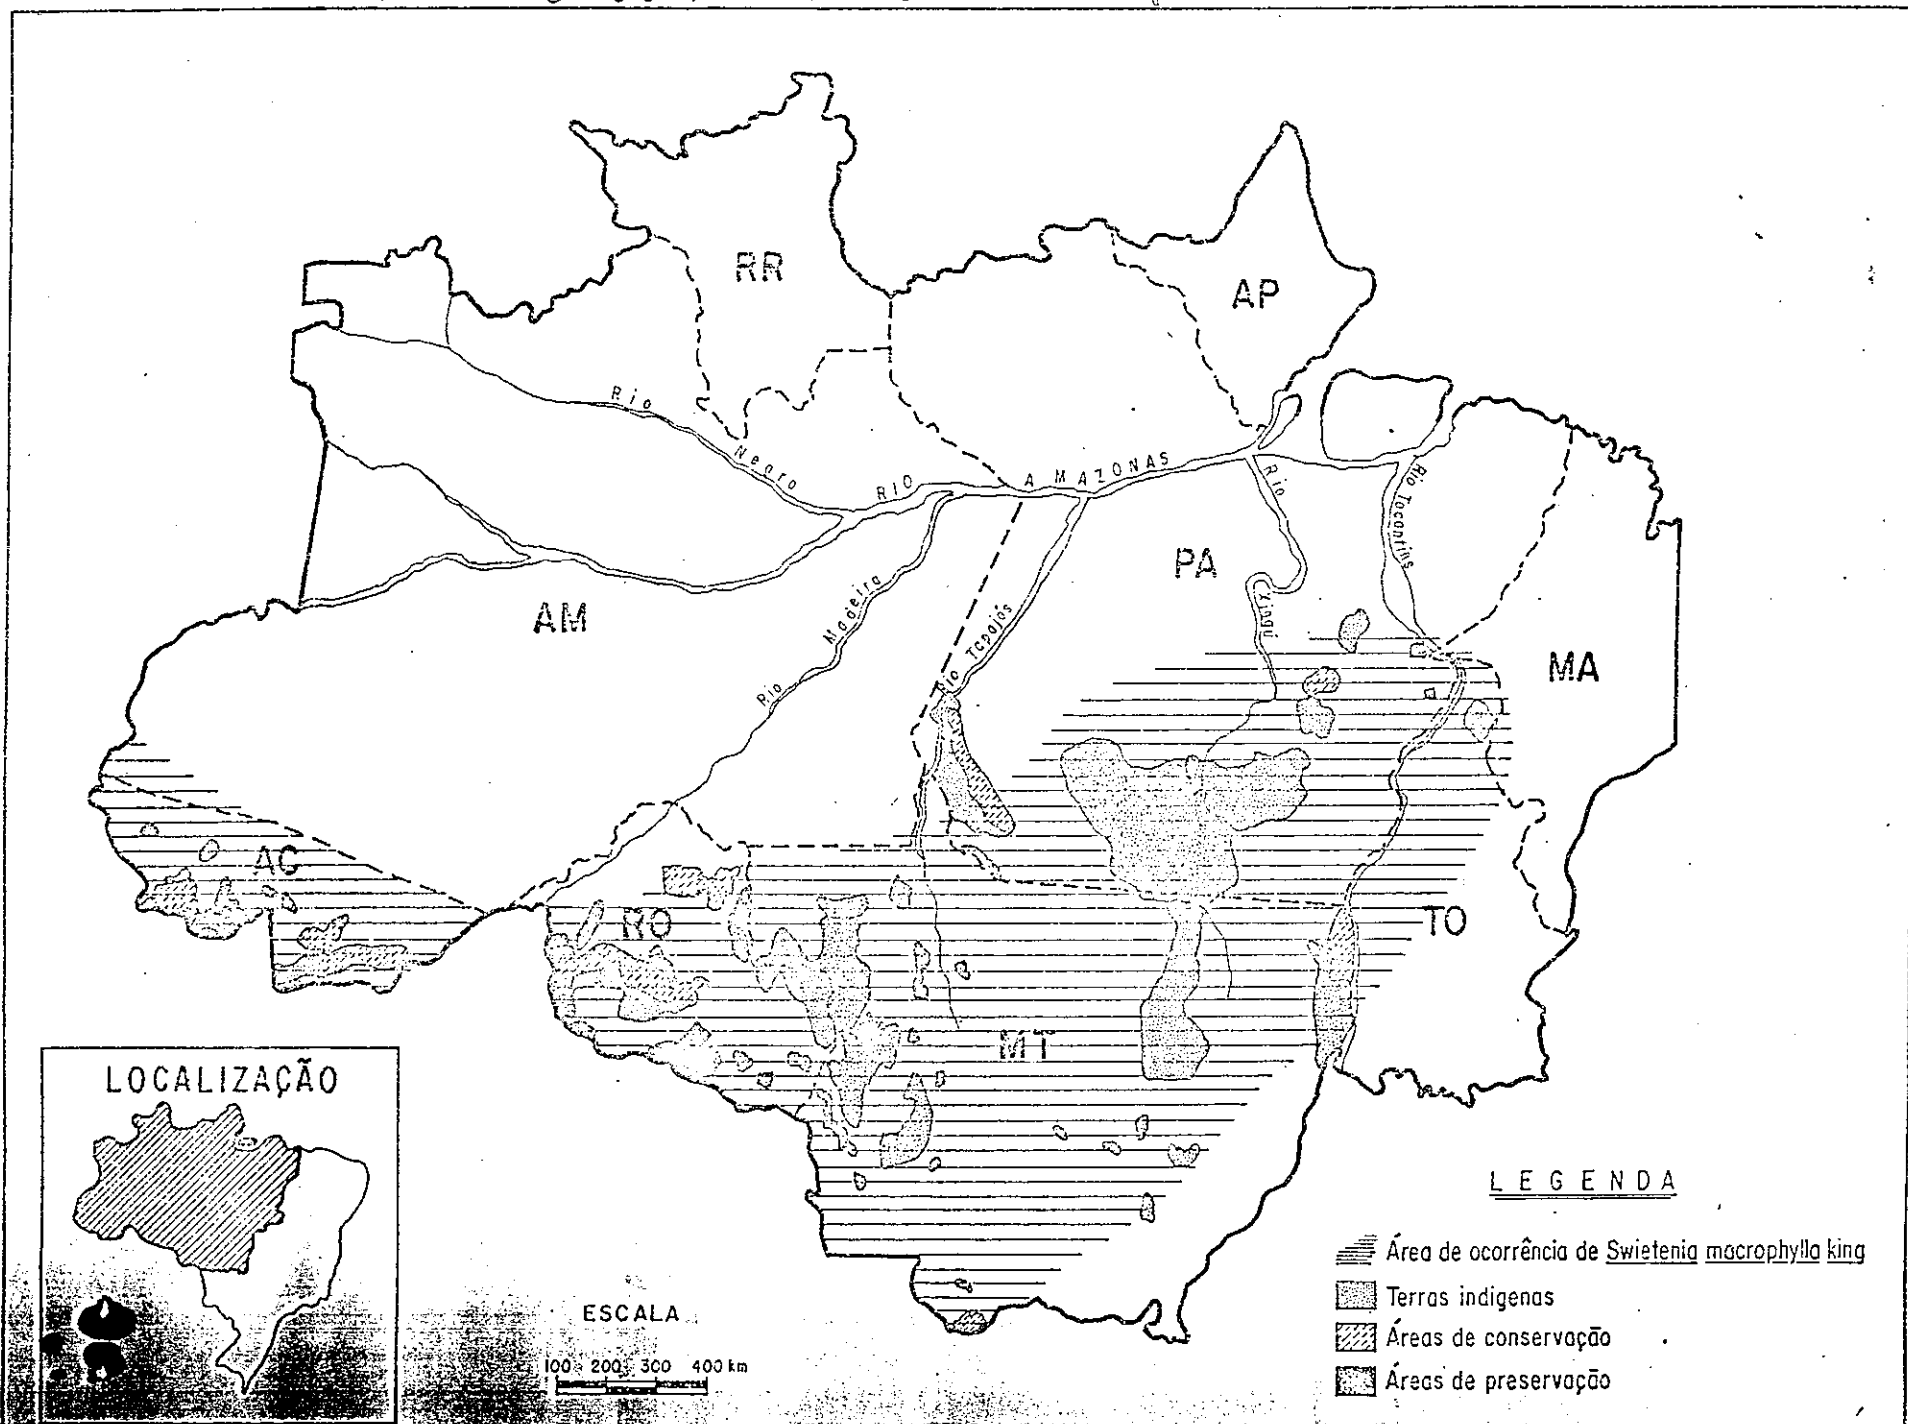 RR
AP
Rio
Negro
RIO
AMAZONAS
Rio
Xingú
Rio Tocantins
PA
AM
Rio
Madeira
Rio Tapajós
MA
AC
RO
MT
TO
LOCALIZAÇÃO
ESCALA
100 200 300 400 km
LEGENDA
Área de ocorrência de Swietenia macrophylla king
Terras indígenas
Áreas de conservação
Áreas de preservação